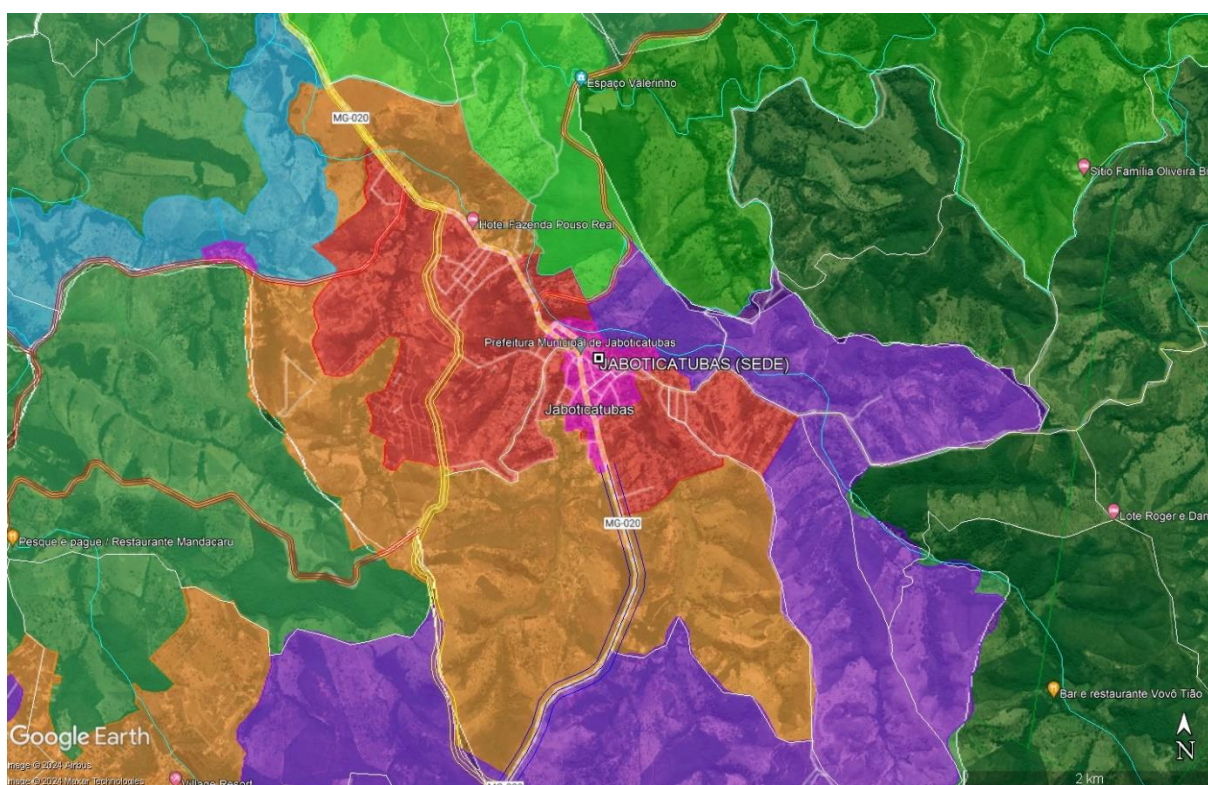 Espaço Valerinho
MG-020
Sitio Familia Oliveira B
Hotel Fazenda Pouso Real
Prefeitura Municipal de Jaboticatubas
JABOTICATUBAS (SEDE)
Jaboticatubas
Lote Roger e Dan
MG-020
Pesque e pague / Restaurante Mandacaru
Bar e restaurante Vovô Tião
Google Earth
N
Image © 2024 Airbus
Image © 2024 Maxar Technologies
Village Resort
2 km